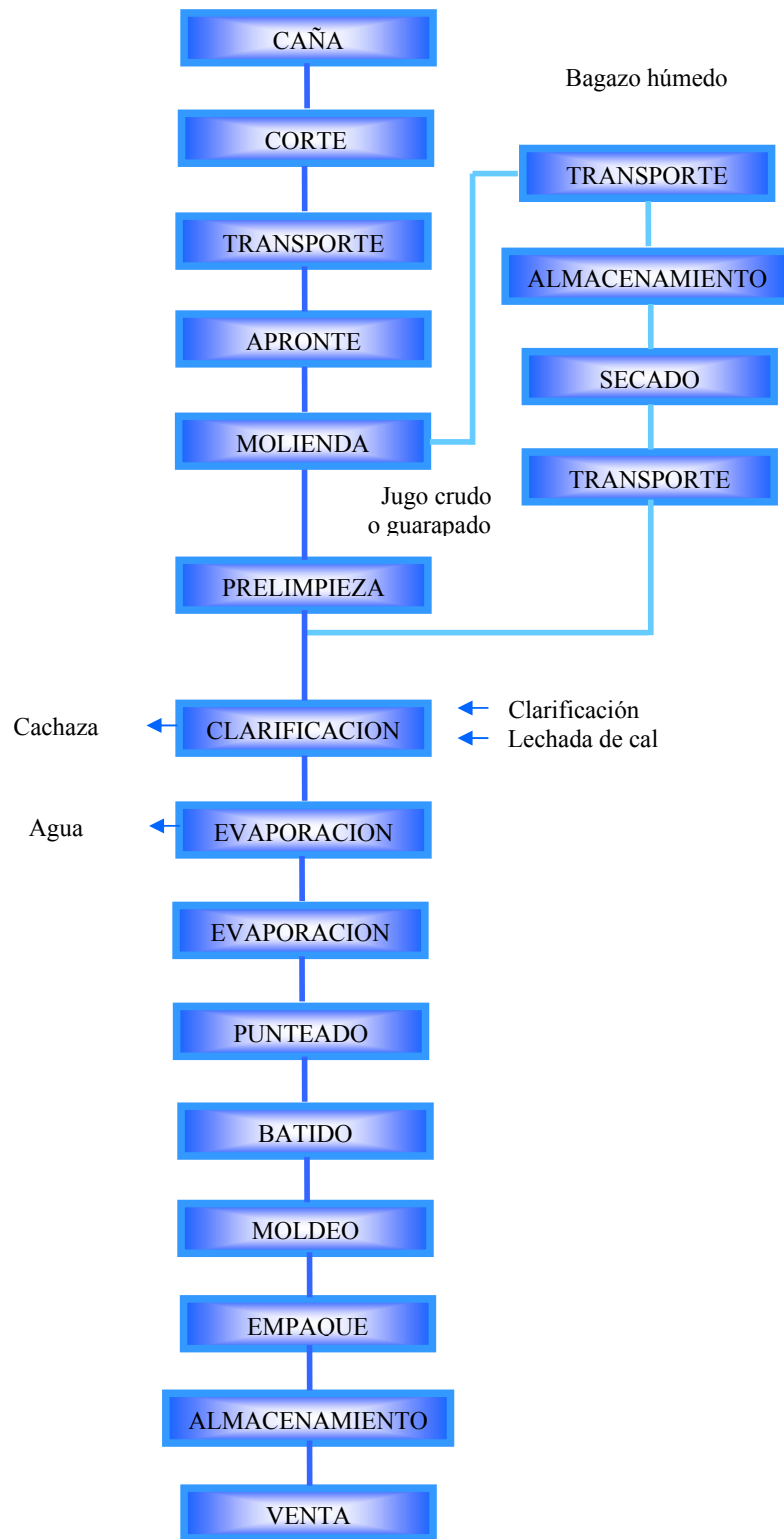 CAÑA
Bagazo húmedo
CORTE
TRANSPORTE
TRANSPORTE
ALMACENAMIENTO
APRONTE
SECADO
MOLIENDA
TRANSPORTE
Jugo crudo
o guarapado
PRELIMPIEZA
Cachaza
CLARIFICACION
Clarificación
Lechada de cal
Agua
EVAPORACION
EVAPORACION
PUNTEADO
BATIDO
MOLDEO
EMPAQUE
ALMACENAMIENTO
VENTA